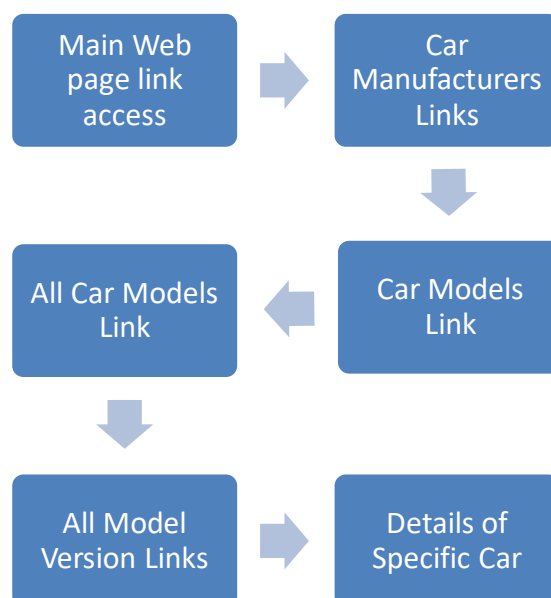 Main Web
page link
access
Car
Manufacturers
Links
Car Models
Link
All Car Models
Link
All Model
Version Links
Details of
Specific Car